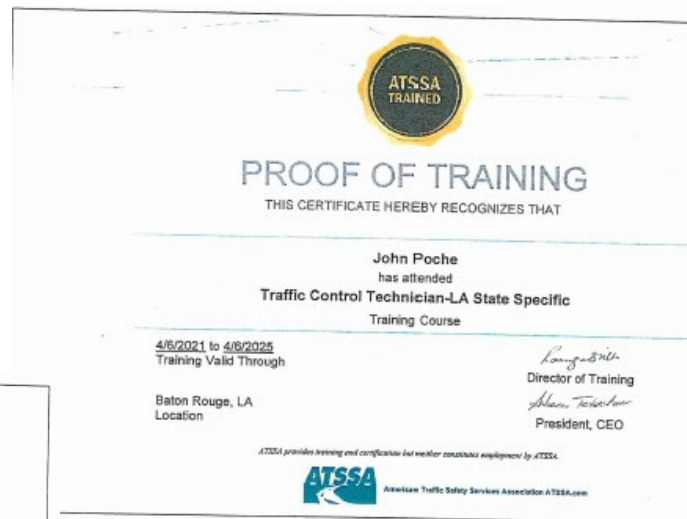 ATSSA
TRAINED
PROOF OF TRAINING
THIS CERTIFICATE HEREBY RECOGNIZES THAT
John Poche
has attended
Traffic Control Technician-LA State Specific
Training Course
4/6/2021 to 4/6/2025
Training Valid Through
Director of Training
Baton Rouge, LA
Location
President, CEO
ATSSA provides training and certification but neither constitutes employment by ATSSA.
ATSSA
American Traffic Safety Services Association ATSSA.com